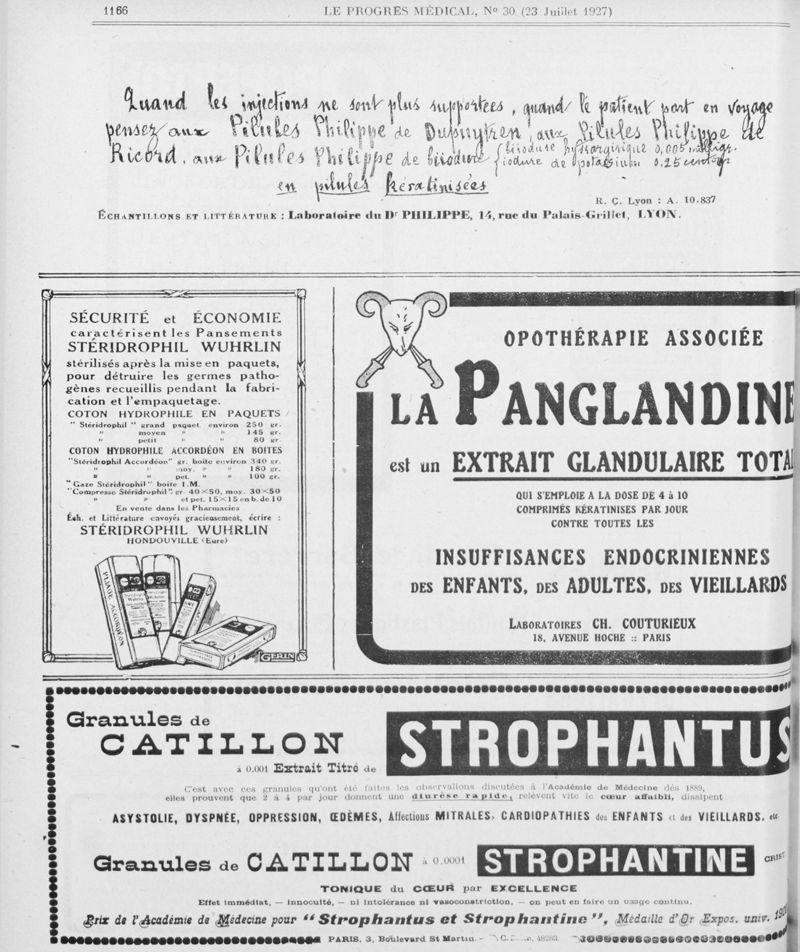 1166
LE PROGRÈS MÉDICAL, Nº 30 (23 Juillet 1927)
Quand les injections ne sont plus supportées, quand le patient part en voyage
pensez aux Pilules Philippe de Dupuytren, aux Pilules Philippe de
Ricord, aux Pilules Philippe de biiodure { biiodure hydrargirique 0,005 milligr.
iodure de potassium 0.25 centigr
en pilules kératinisées
R. C. Lyon : A. 10.837
ÉCHANTILLONS ET LITTÉRATURE : Laboratoire du Dr PHILIPPE, 14, rue du Palais-Grillet, LYON.
SÉCURITÉ et ÉCONOMIE
caractérisent les Pansements
STÉRIDROPHIL WUHRLIN
stérilisés après la mise en paquets,
pour détruire les germes patho-
gènes recueillis pendant la fabri-
cation et l'empaquetage.
COTON HYDROPHILE EN PAQUETS
" Stéridrophil " grand paquet environ 250 gr.
" moyen " " 145 gr.
" petit " " 80 gr.
COTON HYDROPHILE ACCORDÉON EN BOITES
"Stéridrophil Accordéon" gr. boite environ 340 gr.
" " moy. " " 180 gr.
" " pet. " " 100 gr.
"Gaze Stéridrophil" boite 1.M.
"Compresse Stéridrophil" gr. 40×50, moy. 30×50
" " et pet. 15×15 en b. de 10
En vente dans les Pharmacies
Éch. et Littérature envoyés gracieusement, écrire :
STÉRIDROPHIL WUHRLIN
HONDOUVILLE (Eure)
OUATE ACCORDÉON
GERIN
OPOTHÉRAPIE ASSOCIÉE
LA PANGLANDINE
est un EXTRAIT GLANDULAIRE TOTAL
QUI S'EMPLOIE A LA DOSE DE 4 à 10
COMPRIMÉS KÉRATINISES PAR JOUR
CONTRE TOUTES LES
INSUFFISANCES ENDOCRINIENNES
DES ENFANTS, DES ADULTES, DES VIEILLARDS
LABORATOIRES CH. COUTURIEUX
18, AVENUE HOCHE :: PARIS
Granules de
CATILLON
à 0.001 Extrait Titré de
STROPHANTUS
C'est avec ces granules qu'ont été faites les observations discutées à l'Académie de Médecine dès 1889,
elles prouvent que 2 à 4 par jour donnent une diurèse rapide, relèvent vite le cœur affaibli, dissipent
ASYSTOLIE, DYSPNÉE, OPPRESSION, ŒDÈMES, Affections MITRALES, CARDIOPATHIES des ENFANTS et des VIEILLARDS, etc.
Granules de CATILLON à 0.0001 STROPHANTINE CRIST
TONIQUE du CŒUR par EXCELLENCE
Effet immédiat, — innocuité, — ni intolérance ni vasoconstriction, — on peut en faire un usage continu.
Prix de l'Académie de Médecine pour "Strophantus et Strophantine", Médaille d'Or Expos. univ. 190
PARIS, 3, Boulevard St Martin. - 48283